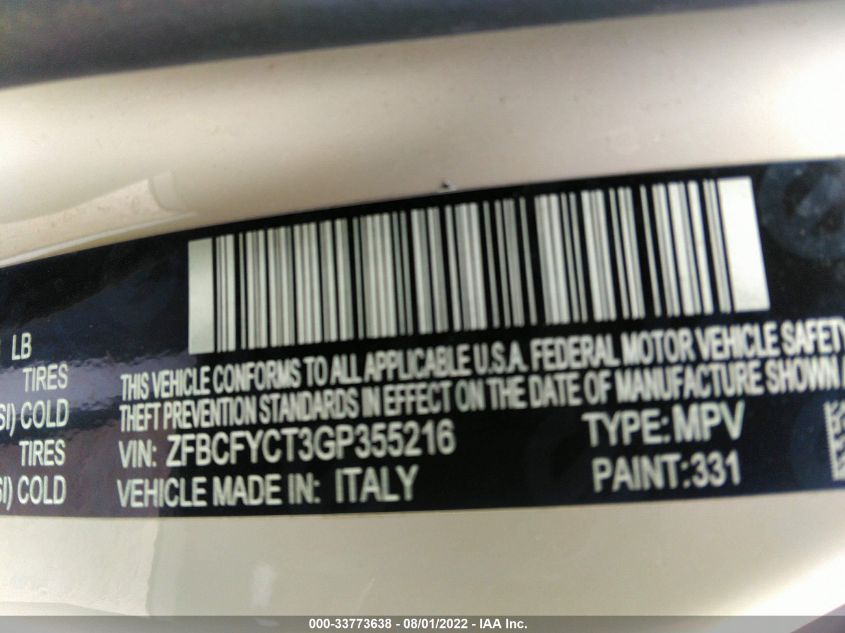 LB
TIRES
SI) COLD
TIRES
SI) COLD
THIS VEHICLE CONFORMS TO ALL APPLICABLE U.S.A. FEDERAL MOTOR VEHICLE SAFETY
THEFT PREVENTION STANDARDS IN EFFECT ON THE DATE OF MANUFACTURE SHOWN
VIN: ZFBCFYCT3GP355216 TYPE: MPV
VEHICLE MADE IN: ITALY PAINT:331
000-33773638 - 08/01/2022 - IAA Inc.